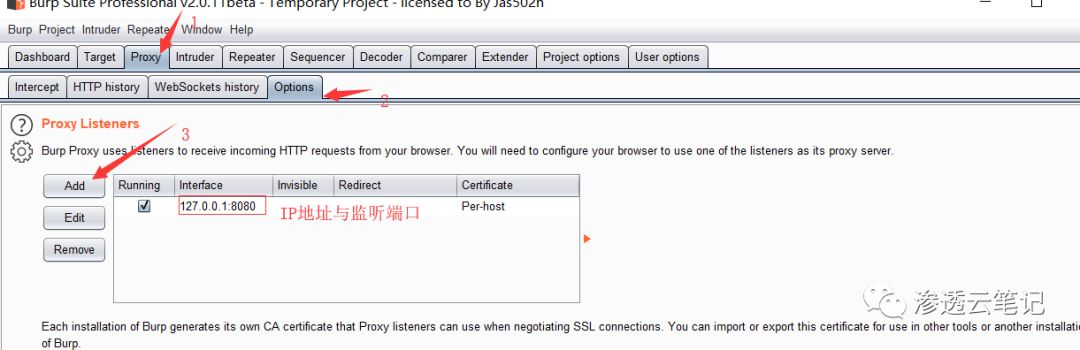 Burp Suite Professional v2.0.11beta - Temporary Project - licensed to By Jas502n
1
Burp Project Intruder Repeater Window Help
Dashboard Target Proxy Intruder Repeater Sequencer Decoder Comparer Extender Project options User options
Intercept HTTP history WebSockets history Options
2
Proxy Listeners
3
Burp Proxy uses listeners to receive incoming HTTP requests from your browser. You will need to configure your browser to use one of the listeners as its proxy server.
Add Running Interface Invisible Redirect Certificate
127.0.0.1:8080 Per-host
IP地址与监听端口
Edit
Remove
渗透云笔记
Each installation of Burp generates its own CA certificate that Proxy listeners can use when negotiating SSL connections. You can import or export this certificate for use in other tools or another installatio
of Burp.